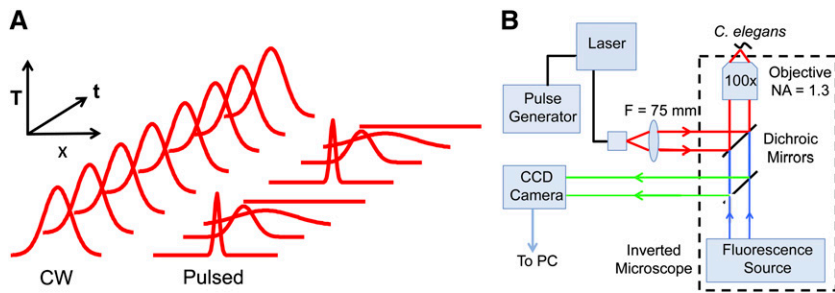 A
T
t
x
CW
Pulsed
B
C. elegans
Laser
Pulse
Generator
F = 75 mm
100x
Objective
NA = 1.3
Dichroic
Mirrors
CCD
Camera
To PC
Inverted
Microscope
Fluorescence
Source